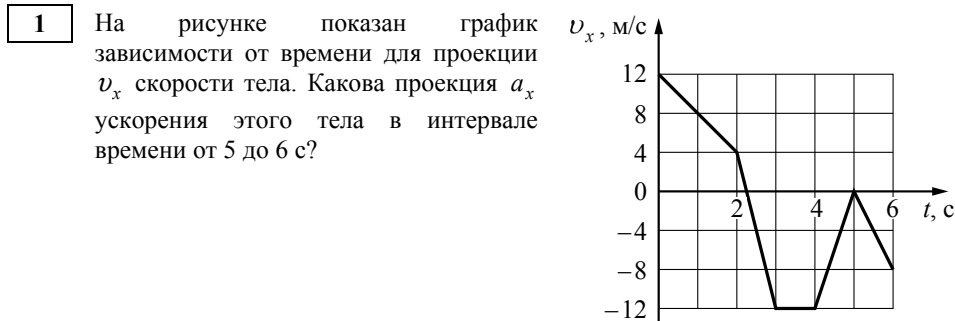 1
На рисунке показан график
зависимости от времени для проекции
υx скорости тела. Какова проекция ax
ускорения этого тела в интервале
времени от 5 до 6 с?
υx, м/с
12
8
4
0
2 4 6 t, с
−4
−8
−12